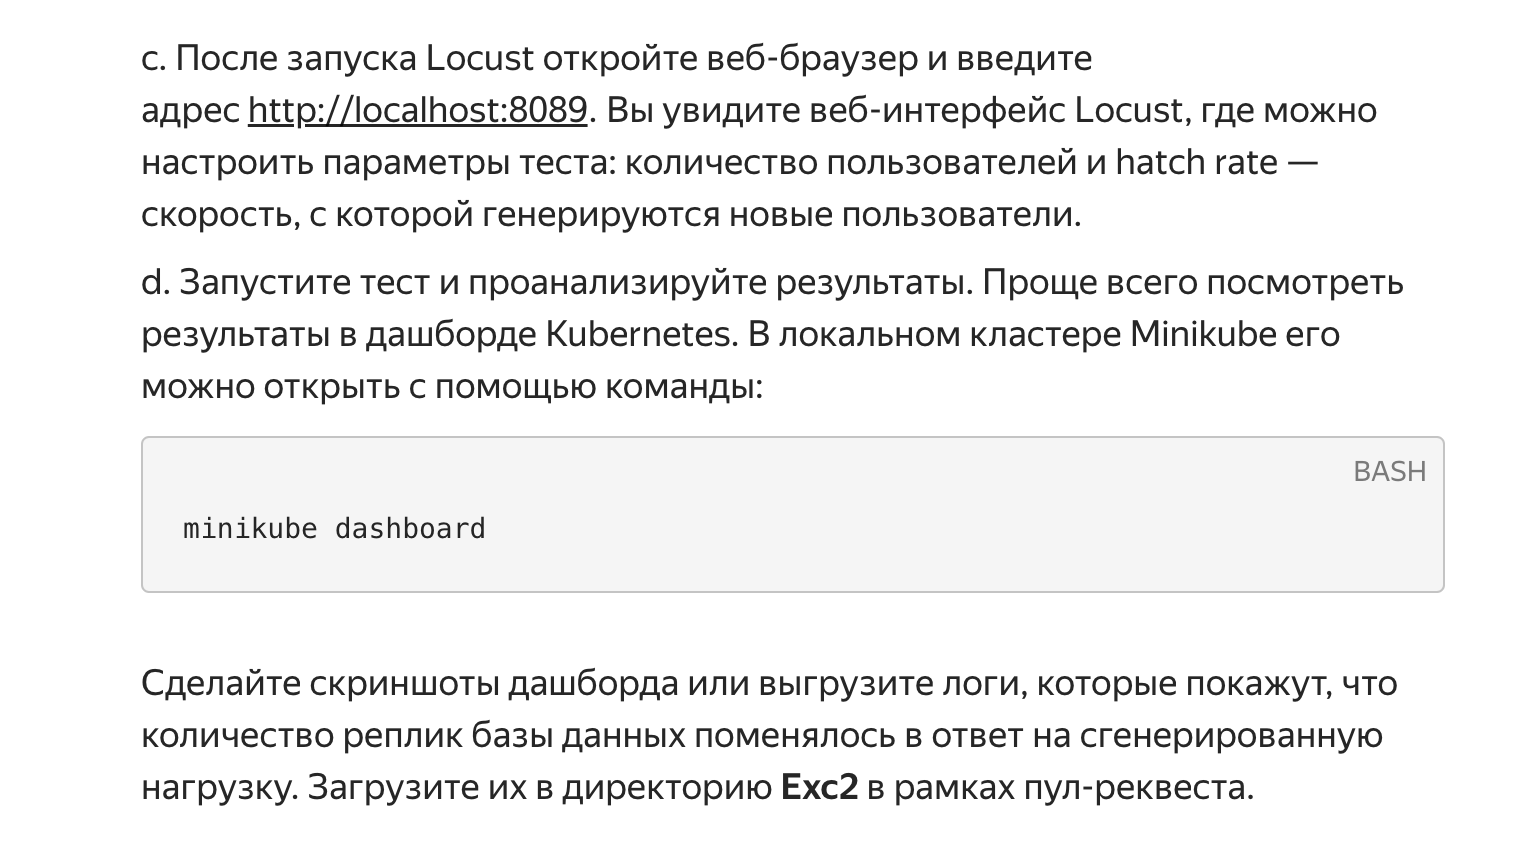 c. После запуска Locust откройте веб-браузер и введите
адрес http://localhost:8089. Вы увидите веб-интерфейс Locust, где можно
настроить параметры теста: количество пользователей и hatch rate —
скорость, с которой генерируются новые пользователи.
d. Запустите тест и проанализируйте результаты. Проще всего посмотреть
результаты в дашборде Kubernetes. В локальном кластере Minikube его
можно открыть с помощью команды:
BASH
minikube dashboard
Сделайте скриншоты дашборда или выгрузите логи, которые покажут, что
количество реплик базы данных поменялось в ответ на сгенерированную
нагрузку. Загрузите их в директорию Exc2 в рамках пул-реквеста.